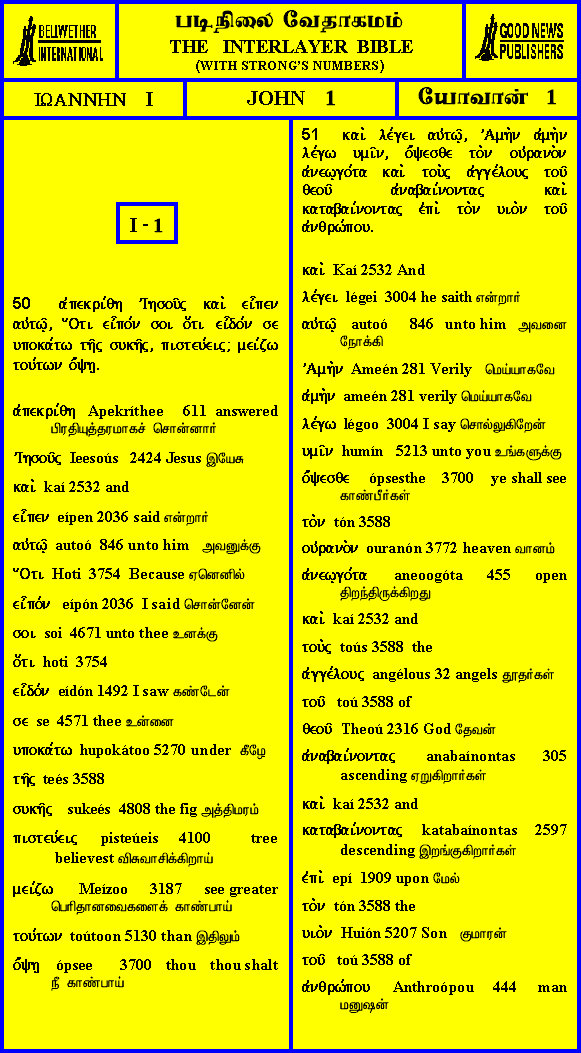 BELLWETHER
INTERNATIONAL
படிநிலை வேதாகமம்
THE INTERLAYER BIBLE
(WITH STRONG'S NUMBERS)
GOOD NEWS
PUBLISHERS
ΙΩΑΝΝΗΝ Ι
JOHN 1
யோவான் 1
I - 1
50 ἀπεκρίθη Ἰησοῦς καὶ εἶπεν
αὐτῷ, Ὅτι εἶπόν σοι ὅτι εἶδόν σε
υποκάτω τῆς συκῆς, πιστεύεις; μείζω
τούτων ὄψῃ.
ἀπεκρίθη Apekríthee 611 answered
பிரதியுத்தரமாகச் சொன்னார்
Ἰησοῦς Ieesoús 2424 Jesus இயேசு
καὶ kaí 2532 and
εἶπεν eípen 2036 said என்றார்
αὐτῷ autoó 846 unto him அவனுக்கு
Ὅτι Hoti 3754 Because ஏனெனில்
εἶπόν eípón 2036 I said சொன்னேன்
σοι soi 4671 unto thee உனக்கு
ὅτι hoti 3754
εἶδόν eídón 1492 I saw கண்டேன்
σε se 4571 thee உன்னை
υποκάτω hupokátoo 5270 under கீழே
τῆς teés 3588
συκῆς sukeés 4808 the fig அத்திமரம்
πιστεύεις pisteúeis 4100 tree
believest விசுவாசிக்கிறாய்
μείζω Meízoo 3187 see greater
பெரிதானவைகளைக் காண்பாய்
τούτων toútoon 5130 than இதிலும்
ὄψῃ ópsee 3700 thou thou shalt
நீ காண்பாய்
51 καὶ λέγει αὐτῷ, Ἀμὴν ἀμὴν
λέγω υμῖν, ὄψεσθε τὸν οὐρανὸν
ἀνεῳγότα καὶ τοὺς ἀγγέλους τοῦ
θεοῦ ἀναβαίνοντας καὶ
καταβαίνοντας ἐπὶ τὸν υιὸν τοῦ
ἀνθρώπου.
καὶ Kaí 2532 And
λέγει légei 3004 he saith என்றார்
αὐτῷ autoó 846 unto him அவனை
நோக்கி
Ἀμὴν Ameén 281 Verily மெய்யாகவே
ἀμὴν ameén 281 verily மெய்யாகவே
λέγω légoo 3004 I say சொல்லுகிறேன்
υμῖν humín 5213 unto you உங்களுக்கு
ὄψεσθε ópsesthe 3700 ye shall see
காண்பீர்கள்
τὸν tón 3588
οὐρανὸν ouranón 3772 heaven வானம்
ἀνεῳγότα aneoogóta 455 open
திறந்திருக்கிறது
καὶ kaí 2532 and
τοὺς toús 3588 the
ἀγγέλους angélous 32 angels தூதர்கள்
τοῦ toú 3588 of
θεοῦ Theoú 2316 God தேவன்
ἀναβαίνοντας anabaínontas 305
ascending ஏறுகிறார்கள்
καὶ kaí 2532 and
καταβαίνοντας katabaínontas 2597
descending இறங்குகிறார்கள்
ἐπὶ epí 1909 upon மேல்
τὸν tón 3588 the
υιὸν Huión 5207 Son குமாரன்
τοῦ toú 3588 of
ἀνθρώπου Anthroópou 444 man
மனுஷன்